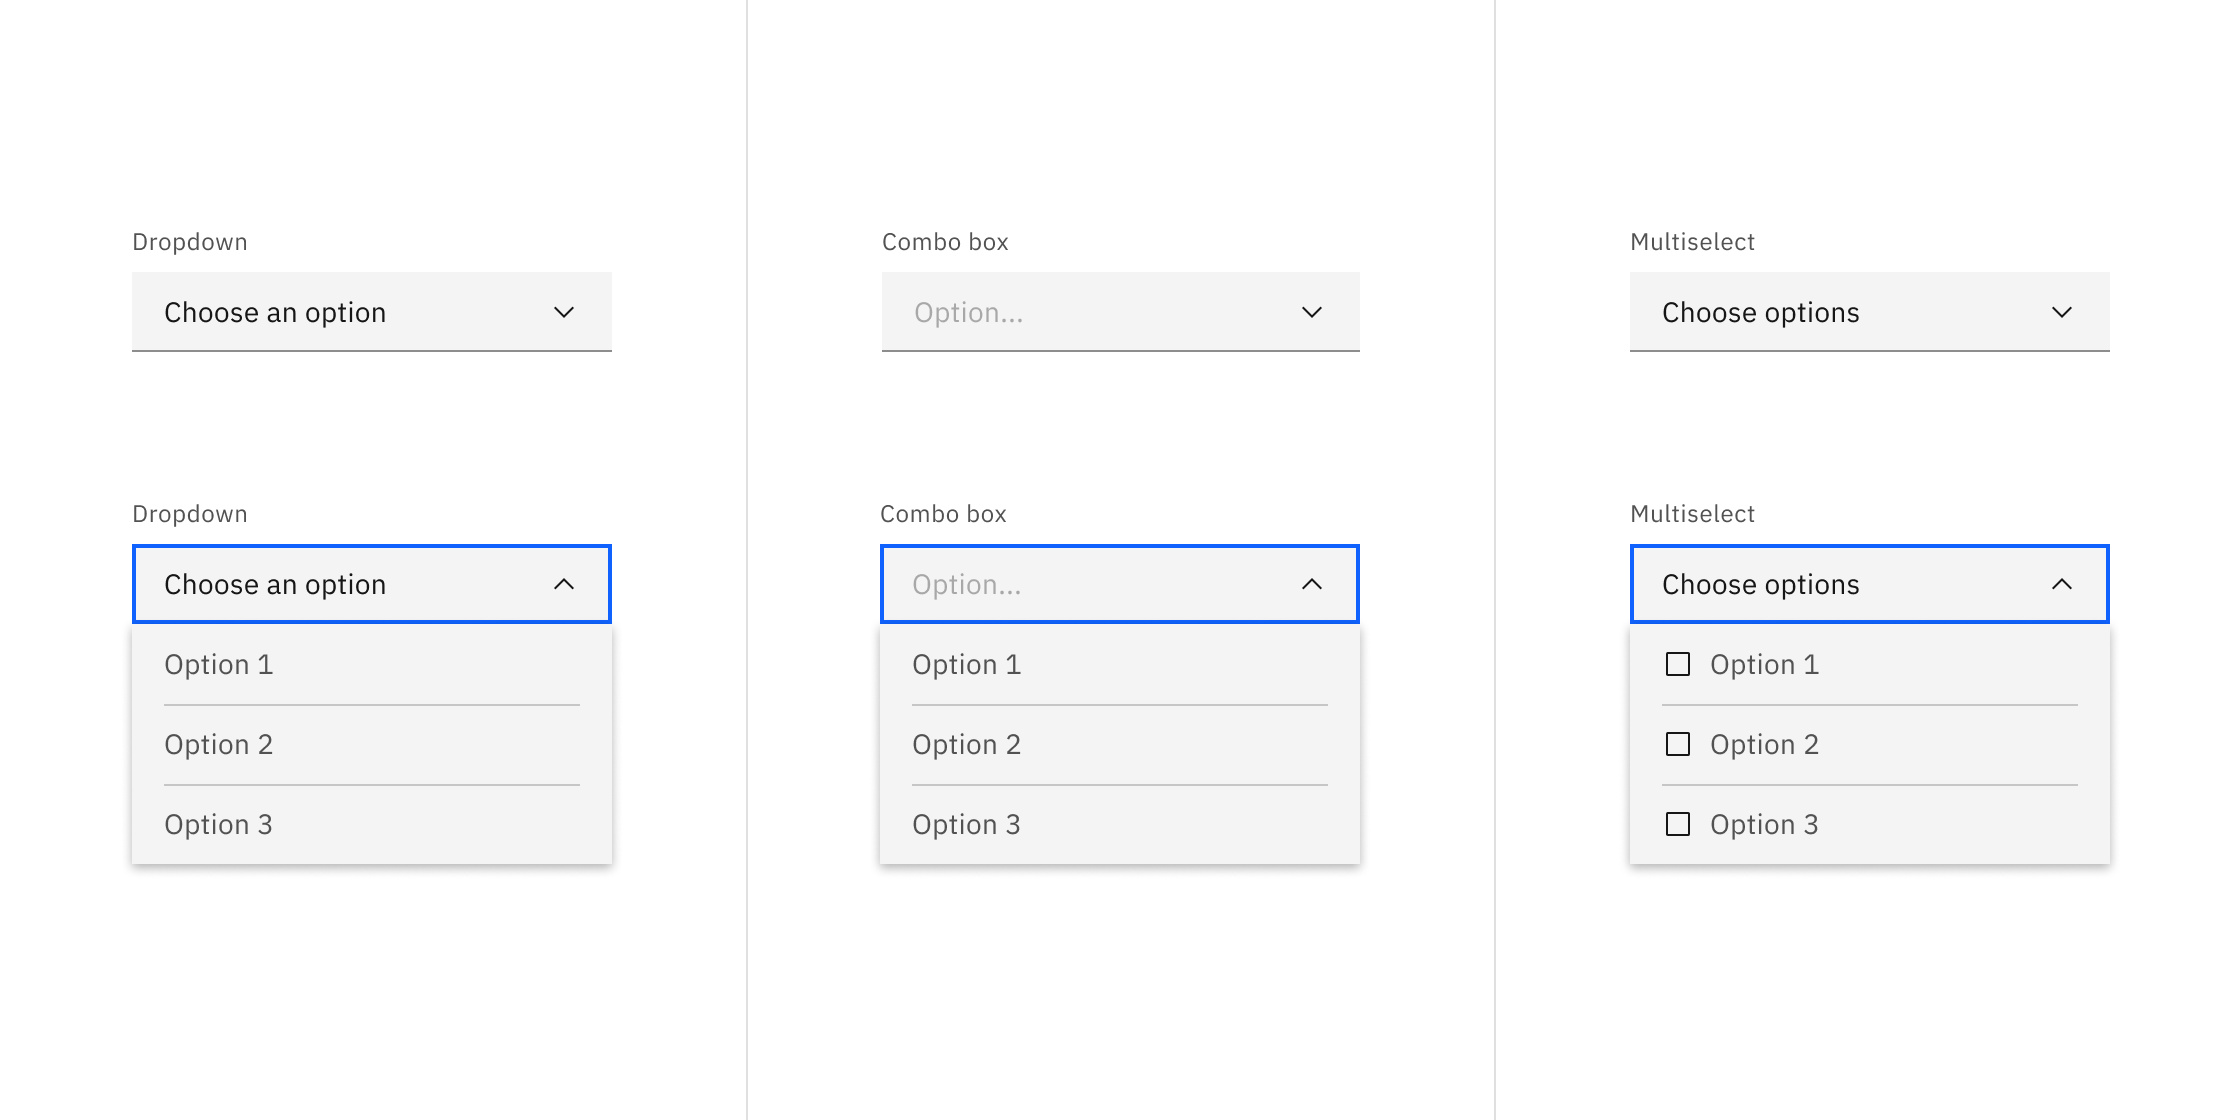 Dropdown
Choose an option
Dropdown
Choose an option
Option 1
Option 2
Option 3
Combo box
Option...
Combo box
Option...
Option 1
Option 2
Option 3
Multiselect
Choose options
Multiselect
Choose options
Option 1
Option 2
Option 3